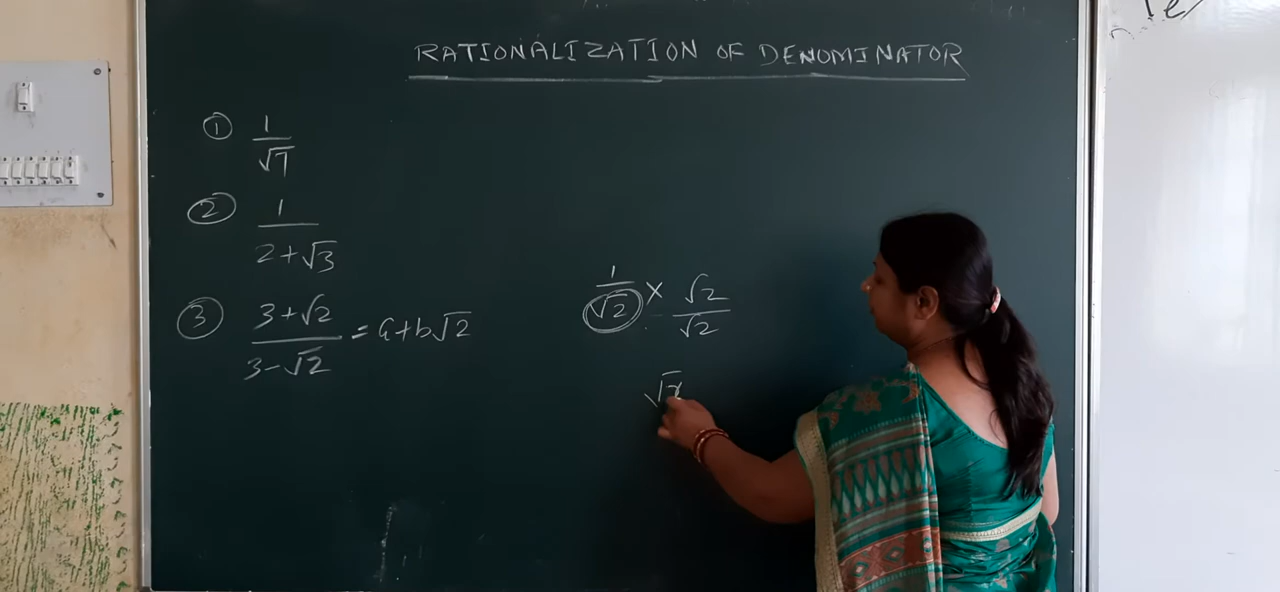 RATIONALIZATION OF DENOMINATOR
① 1/√7
② 1/(2+√3)
③ (3+√2)/(3-√2) = a+b√2
1/√2 × √2/√2